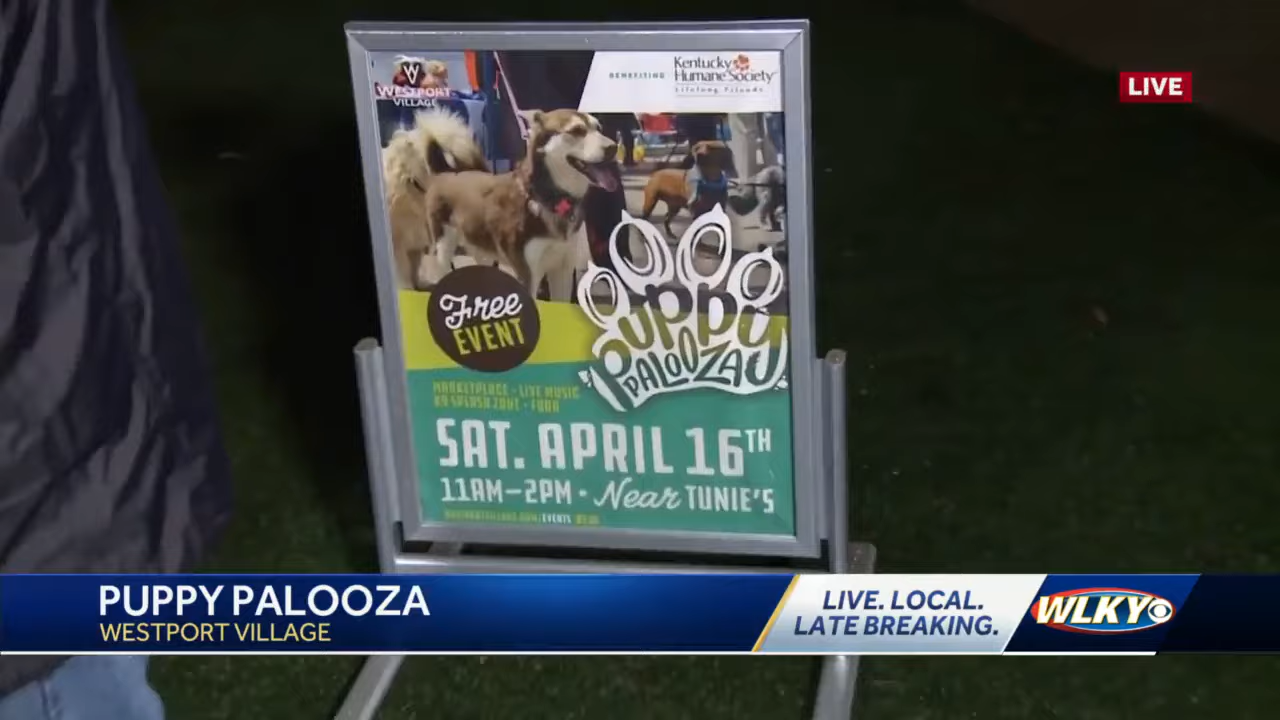 WESTPORT
VILLAGE
BENEFITING
Kentucky
Humane Society
Lifelong Friends
LIVE
Free
EVENT
PUPPY
PALOOZA
MARKETPLACE · LIVE MUSIC
K9 SPLASH ZONE · FOOD
SAT. APRIL 16TH
11AM–2PM · Near TUNIE'S
PUPPY PALOOZA
WESTPORT VILLAGE
LIVE. LOCAL.
LATE BREAKING.
WLKY